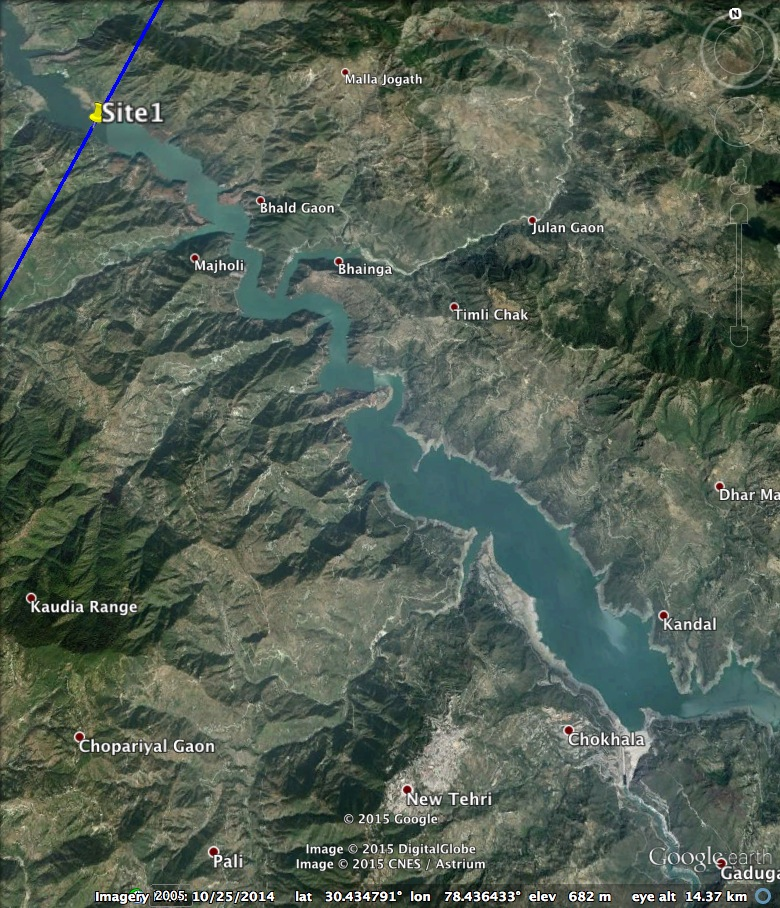 N
Malla Jogath
Site1
Bhald Gaon
Julan Gaon
Majholi
Bhainga
Timli Chak
Dhar Ma
Kaudia Range
Kandal
Chopariyal Gaon
Chokhala
New Tehri
© 2015 Google
Image © 2015 DigitalGlobe
Google earth
Pali
Image © 2015 CNES / Astrium
Gaduga
Imagery 2005: 10/25/2014 lat 30.434791° lon 78.436433° elev 682 m eye alt 14.37 km